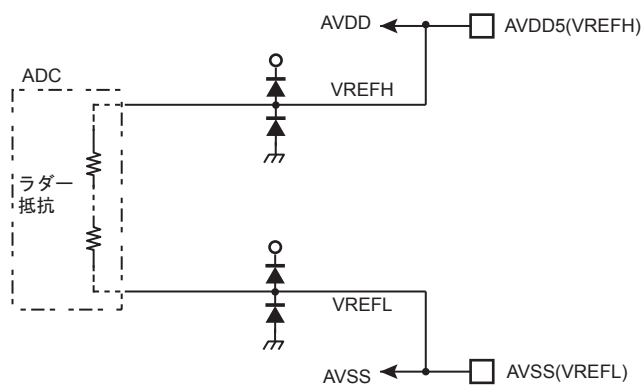 AVDD
AVDD5(VREFH)
ADC
VREFH
ラダー
抵抗
VREFL
AVSS
AVSS(VREFL)